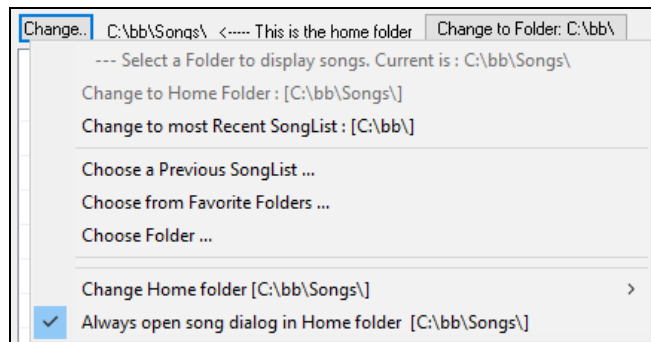 Change.. C:\bb\Songs\ <----- This is the home folder Change to Folder: C:\bb\
--- Select a Folder to display songs. Current is : C:\bb\Songs\
Change to Home Folder : [C:\bb\Songs\]
Change to most Recent SongList : [C:\bb\]
Choose a Previous SongList ...
Choose from Favorite Folders ...
Choose Folder ...
Change Home folder [C:\bb\Songs\]
Always open song dialog in Home folder [C:\bb\Songs\]